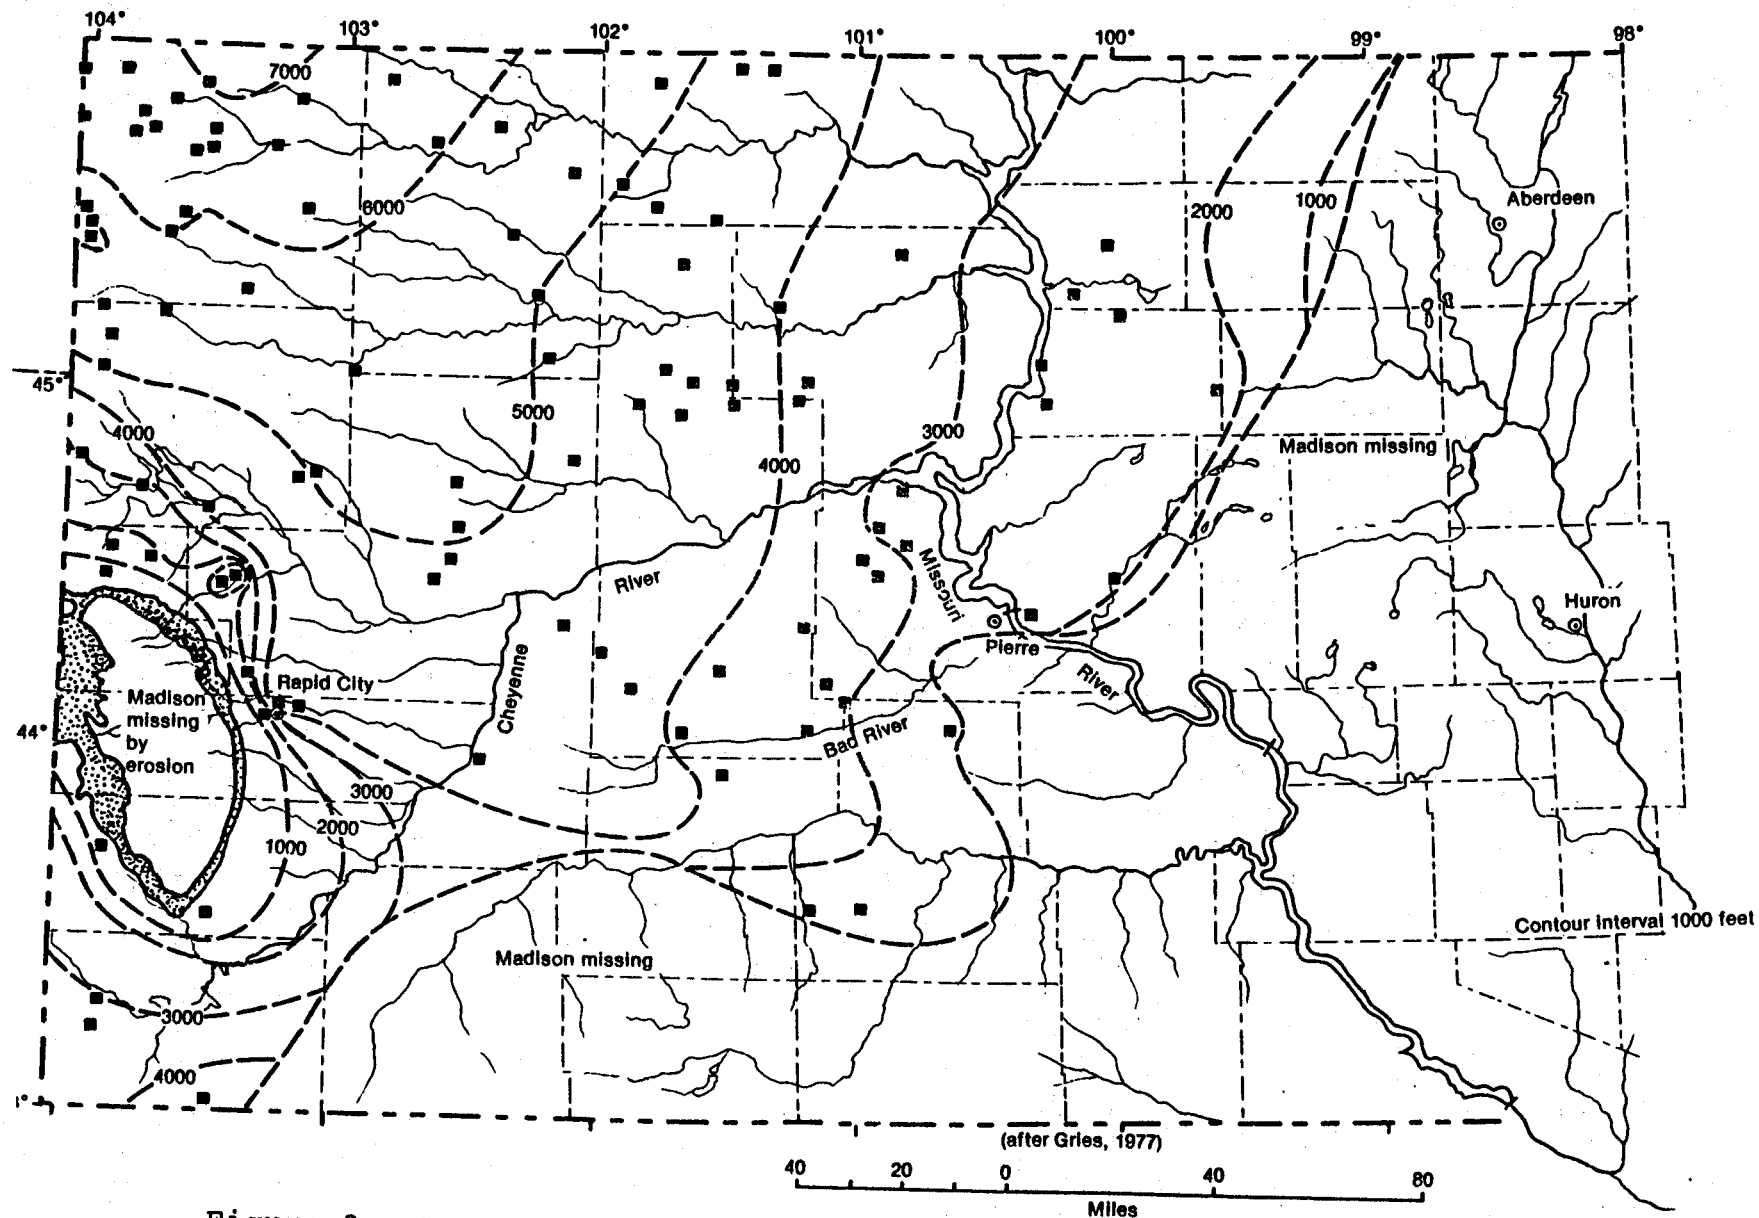 104°
103°
102°
101°
100°
99°
98°
7000
6000
2000
1000
Aberdeen
45°
5000
4000
3000
4000
Madison missing
River
Missouri
Huron
Pierre
River
Rapid City
Cheyenne
Madison
missing
by
erosion
44°
Bad River
3000
2000
1000
Contour Interval 1000 feet
Madison missing
3000
4000
(after Gries, 1977)
40 20 0 40 80
Miles